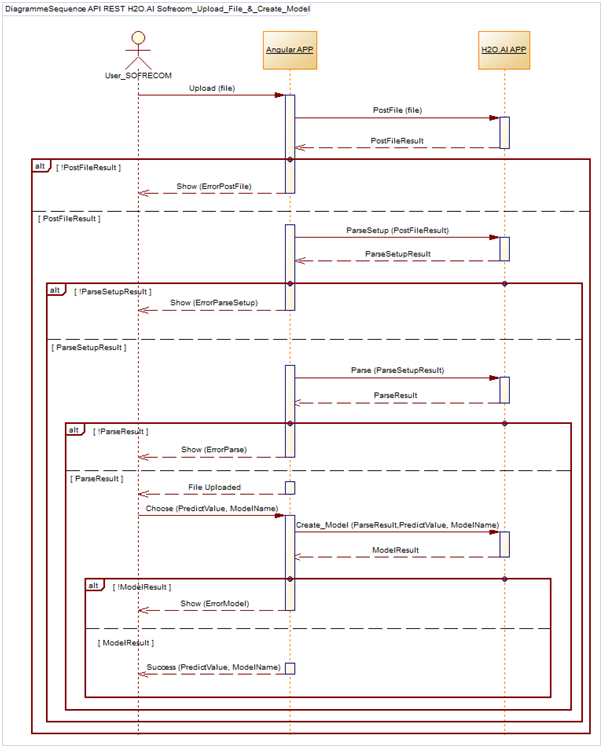 DiagrammeSequence API REST H2O.AI Sofrecom_Upload_File_&_Create_Model
Angular APP
H2O.AI APP
User_SOFRECOM
Upload (file)
PostFile (file)
PostFileResult
alt [ !PostFileResult ]
Show (ErrorPostFile)
[ PostFileResult ]
ParseSetup (PostFileResult)
ParseSetupResult
alt [ !ParseSetupResult ]
Show (ErrorParseSetup)
[ ParseSetupResult ]
Parse (ParseSetupResult)
ParseResult
alt [ !ParseResult ]
Show (ErrorParse)
[ ParseResult ]
File Uploaded
Choose (PredictValue, ModelName)
Create_Model (ParseResult,PredictValue, ModelName)
ModelResult
alt [ !ModelResult ]
Show (ErrorModel)
[ ModelResult ]
Success (PredictValue, ModelName)